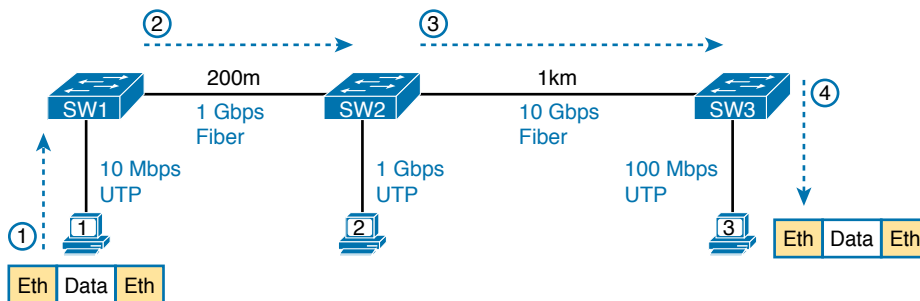 ② ③
200m 1km
SW1 SW2 SW3 ④
1 Gbps 10 Gbps
Fiber Fiber
10 Mbps 1 Gbps 100 Mbps
UTP UTP UTP
① 1 2 3
Eth Data Eth
Eth Data Eth